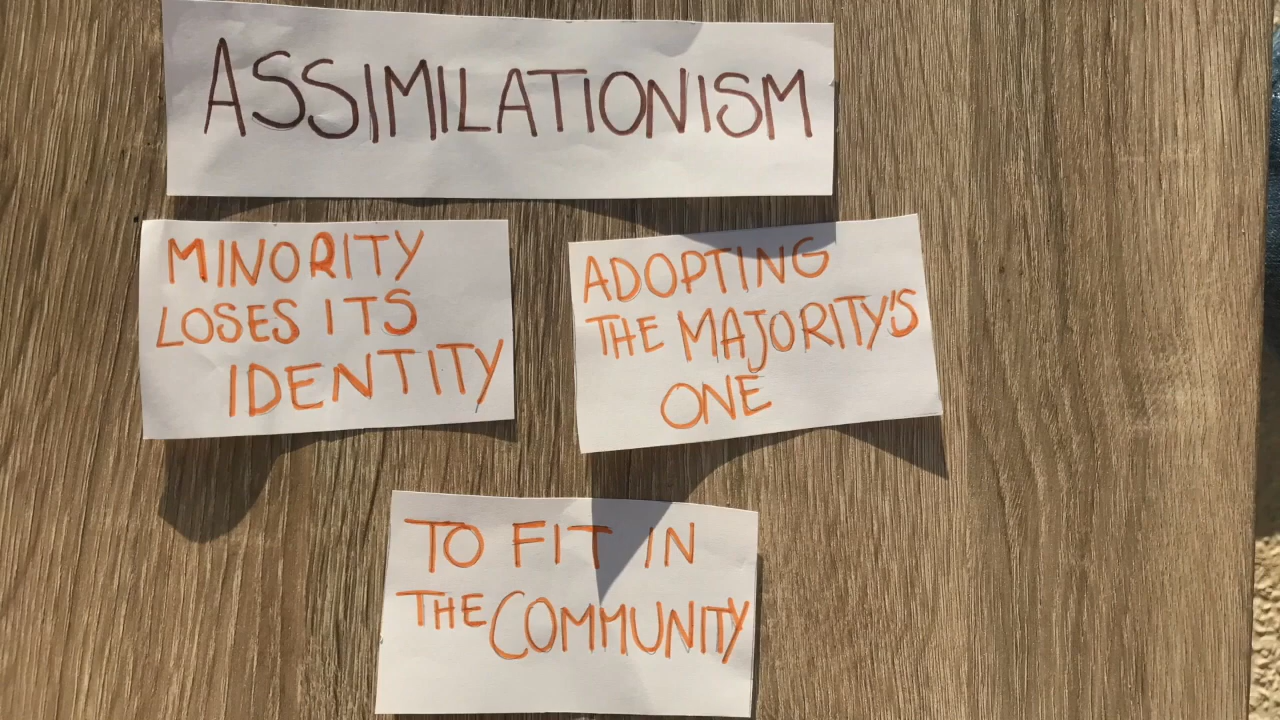 ASSIMILATIONISM
MINORITY
LOSES ITS
IDENTITY
ADOPTING
THE MAJORITY'S
ONE
TO FIT IN
THE COMMUNITY